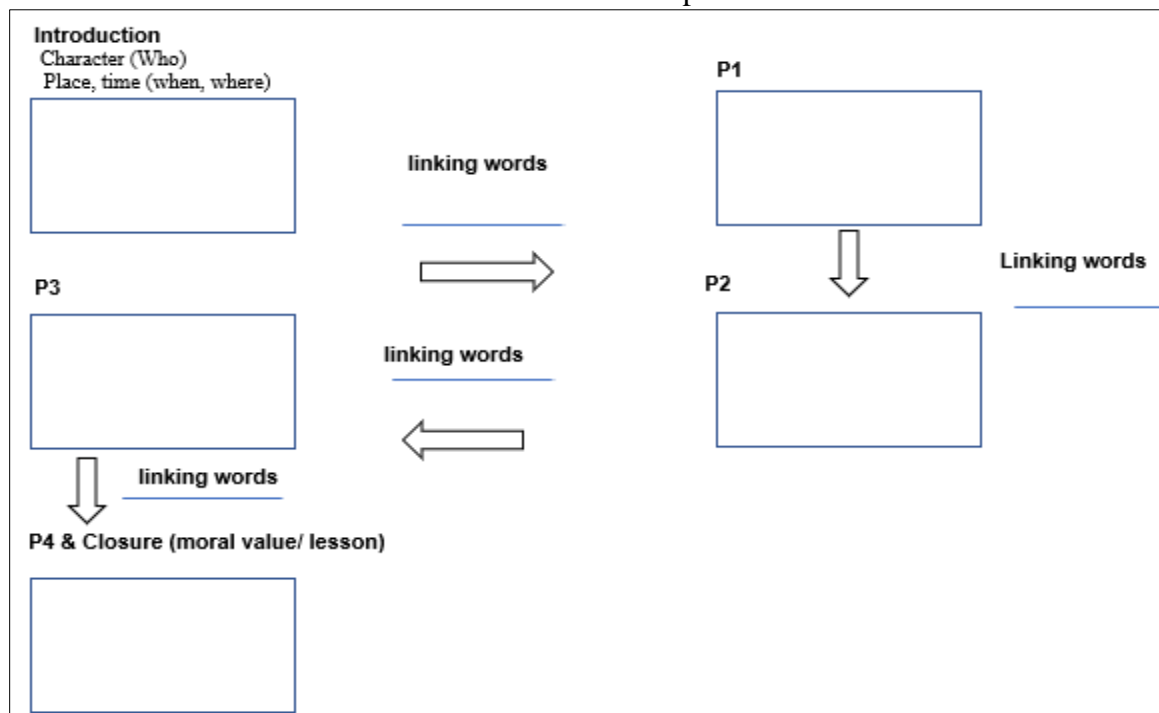 Introduction
Character (Who)
Place, time (when, where)
linking words
P1
Linking words
P2
linking words
P3
linking words
P4 & Closure (moral value/ lesson)